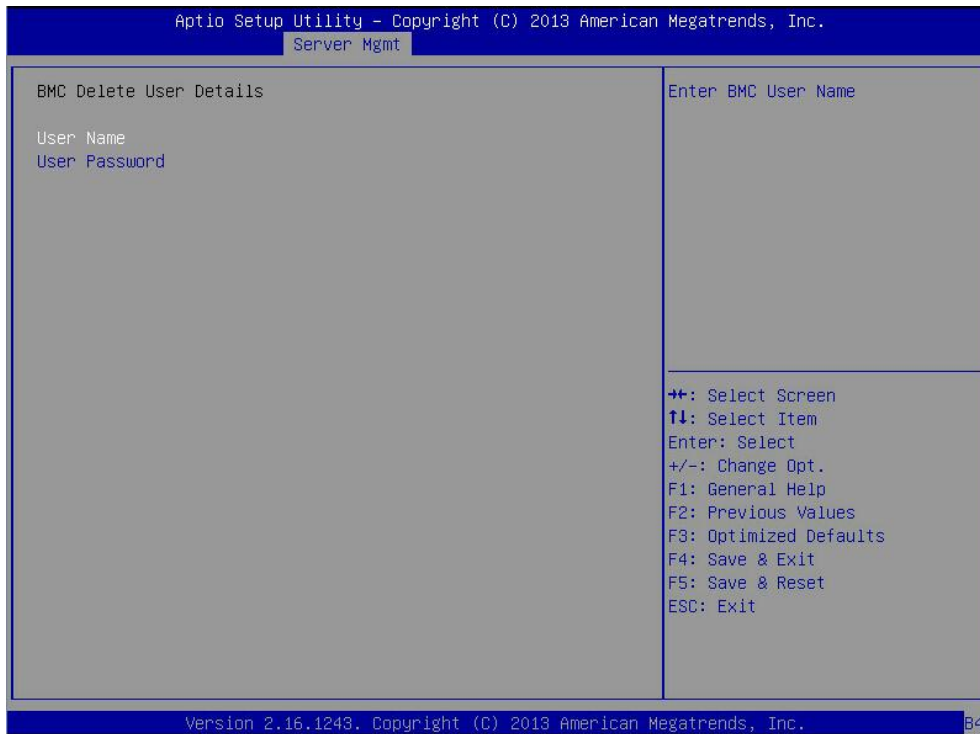 Aptio Setup Utility – Copyright (C) 2013 American Megatrends, Inc.
Server Mgmt
BMC Delete User Details
User Name
User Password
Enter BMC User Name
→←: Select Screen
↑↓: Select Item
Enter: Select
+/-: Change Opt.
F1: General Help
F2: Previous Values
F3: Optimized Defaults
F4: Save & Exit
F5: Save & Reset
ESC: Exit
Version 2.16.1243. Copyright (C) 2013 American Megatrends, Inc.
B4